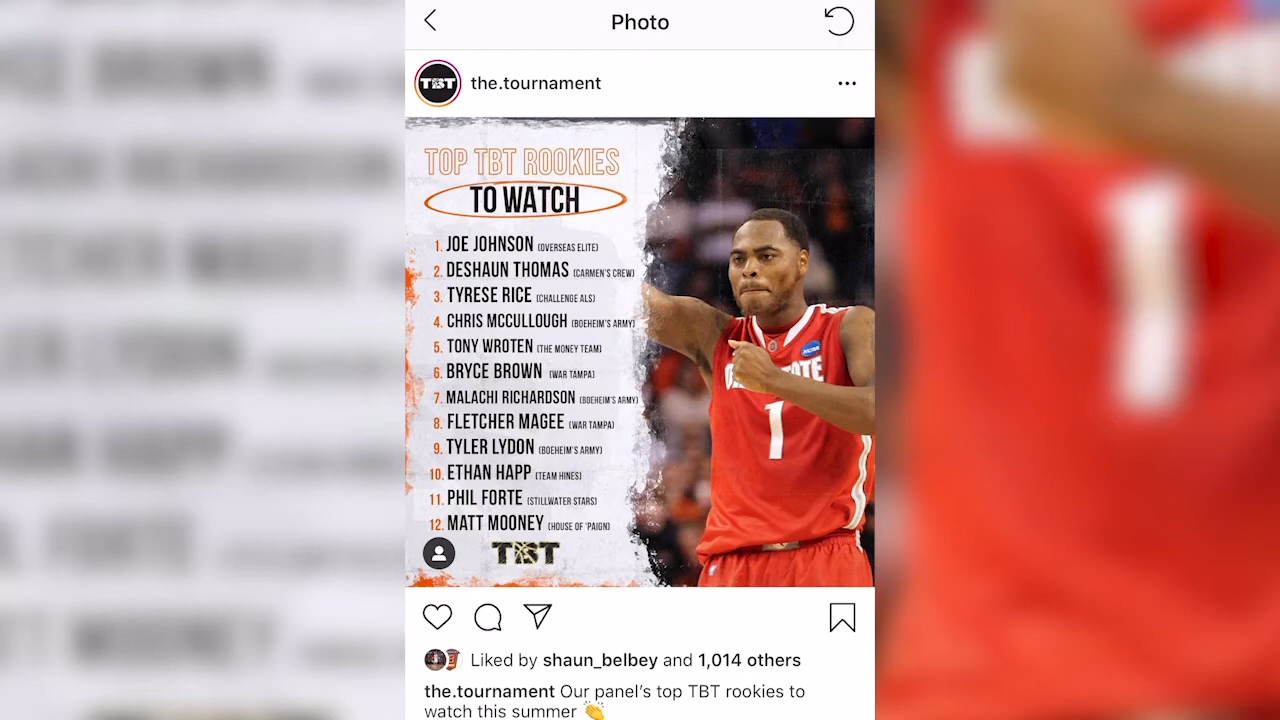 Photo
TBT
the.tournament
TOP TBT ROOKIES
TO WATCH
1. JOE JOHNSON (OVERSEAS ELITE)
2. DESHAUN THOMAS (CARMEN'S CREW)
3. TYRESE RICE (CHALLENGE ALS)
4. CHRIS MCCULLOUGH (BOEHEIM'S ARMY)
5. TONY WROTEN (THE MONEY TEAM)
6. BRYCE BROWN (WAR TAMPA)
7. MALACHI RICHARDSON (BOEHEIM'S ARMY)
8. FLETCHER MAGEE (WAR TAMPA)
9. TYLER LYDON (BOEHEIM'S ARMY)
10. ETHAN HAPP (TEAM HINES)
11. PHIL FORTE (STILLWATER STARS)
12. MATT MOONEY (HOUSE OF 'PAIGN)
TBT
NCAA
1
1
Liked by shaun_belbey and 1,014 others
the.tournament Our panel's top TBT rookies to
watch this summer 👏